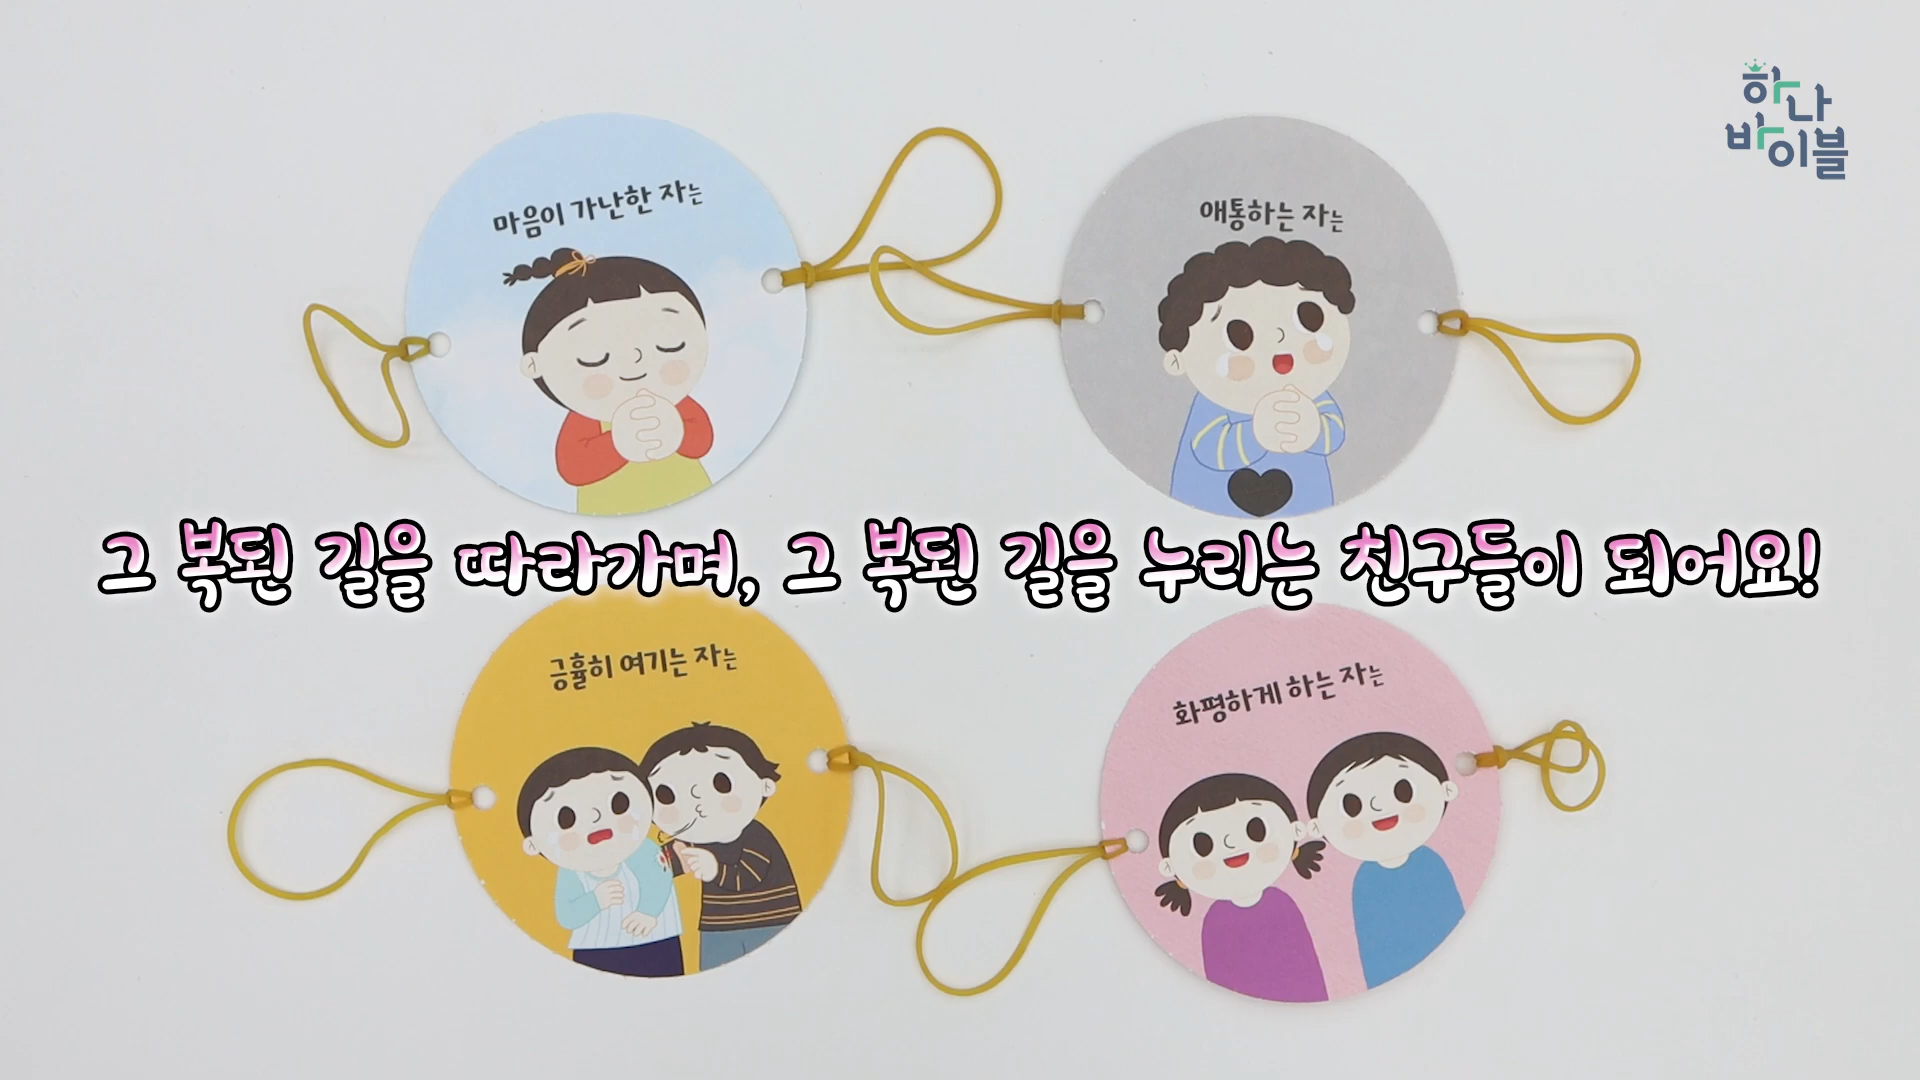 하나
바이블
마음이 가난한 자는
애통하는 자는
그 복된 길을 따라가며, 그 복된 길을 누리는 친구들이 되어요!
긍휼히 여기는 자는
화평하게 하는 자는